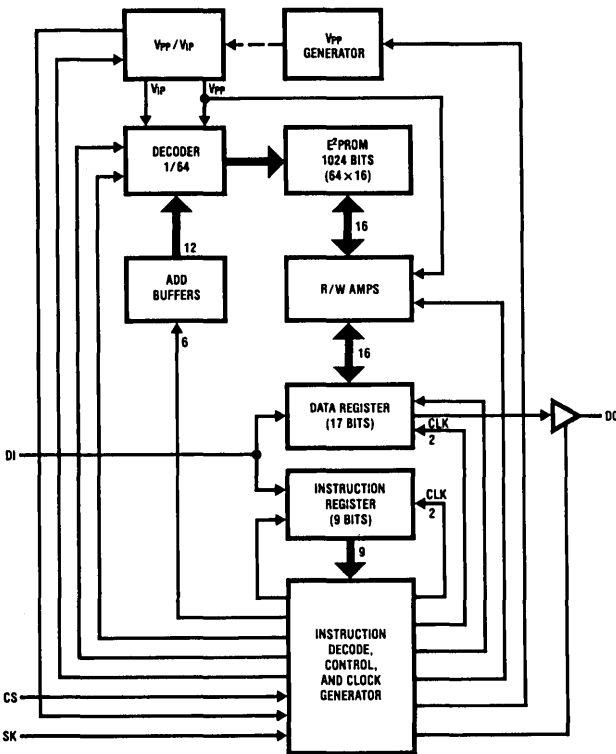 VPP/VIP
VPP
GENERATOR
VIP
VPP
DECODER
1/64
E²PROM
1024 BITS
(64 × 16)
12
16
ADD
BUFFERS
R/W AMPS
6
16
DATA REGISTER
(17 BITS)
CLK
2
DO
DI
INSTRUCTION
REGISTER
(9 BITS)
CLK
2
9
INSTRUCTION
DECODE,
CONTROL,
AND CLOCK
GENERATOR
CS
SK